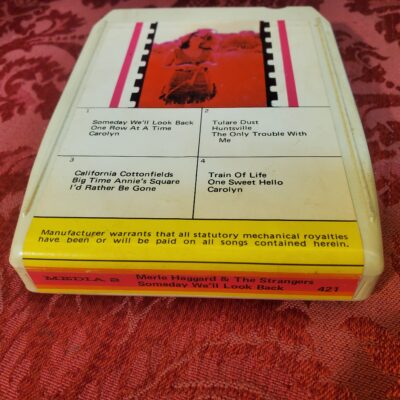 1
Someday We'll Look Back
One Row At A Time
Carolyn
2
Tulare Dust
Huntsville
The Only Trouble With
Me
3
California Cottonfields
Big Time Annie's Square
I'd Rather Be Gone
4
Train Of Life
One Sweet Hello
Carolyn
Manufacturer warrants that all statutory mechanical royalties
have been or will be paid on all songs contained herein.
MEDIA 8
Merle Haggard & The Strangers
Someday We'll Look Back
421